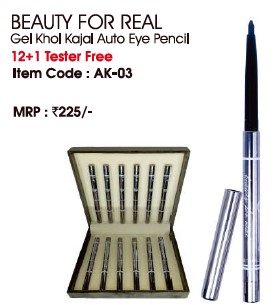 BEAUTY FOR REAL
Gel Khol Kajal Auto Eye Pencil
12+1 Tester Free
Item Code : AK-03
MRP : ₹225/-